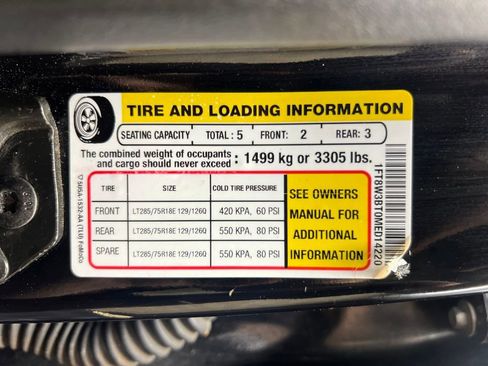 TIRE AND LOADING INFORMATION
SEATING CAPACITY TOTAL : 5 FRONT: 2 REAR: 3
The combined weight of occupants and cargo should never exceed : 1499 kg or 3305 lbs.
TIRE SIZE COLD TIRE PRESSURE
FRONT LT285/75R18E 129/126Q 420 KPA, 60 PSI
REAR LT285/75R18E 129/126Q 550 KPA, 80 PSI
SPARE LT285/75R18E 129/126Q 550 KPA, 80 PSI
SEE OWNERS
MANUAL FOR
ADDITIONAL
INFORMATION
1FT8W3BT0MED14220